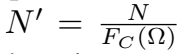 N′ = N / F_C(Ω)